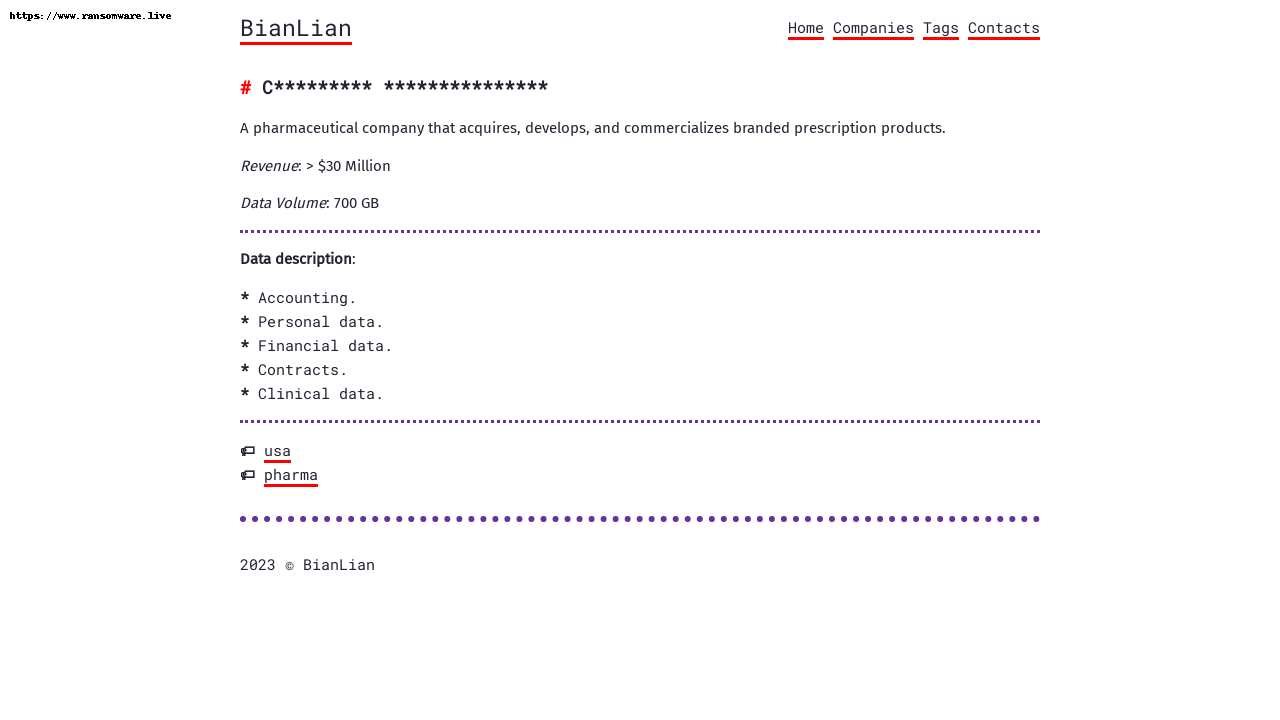 https://www.ransomware.live
BianLian
Home Companies Tags Contacts
# C********* ***************
A pharmaceutical company that acquires, develops, and commercializes branded prescription products.
Revenue: > $30 Million
Data Volume: 700 GB
Data description:
* Accounting.
* Personal data.
* Financial data.
* Contracts.
* Clinical data.
usa
pharma
2023 © BianLian